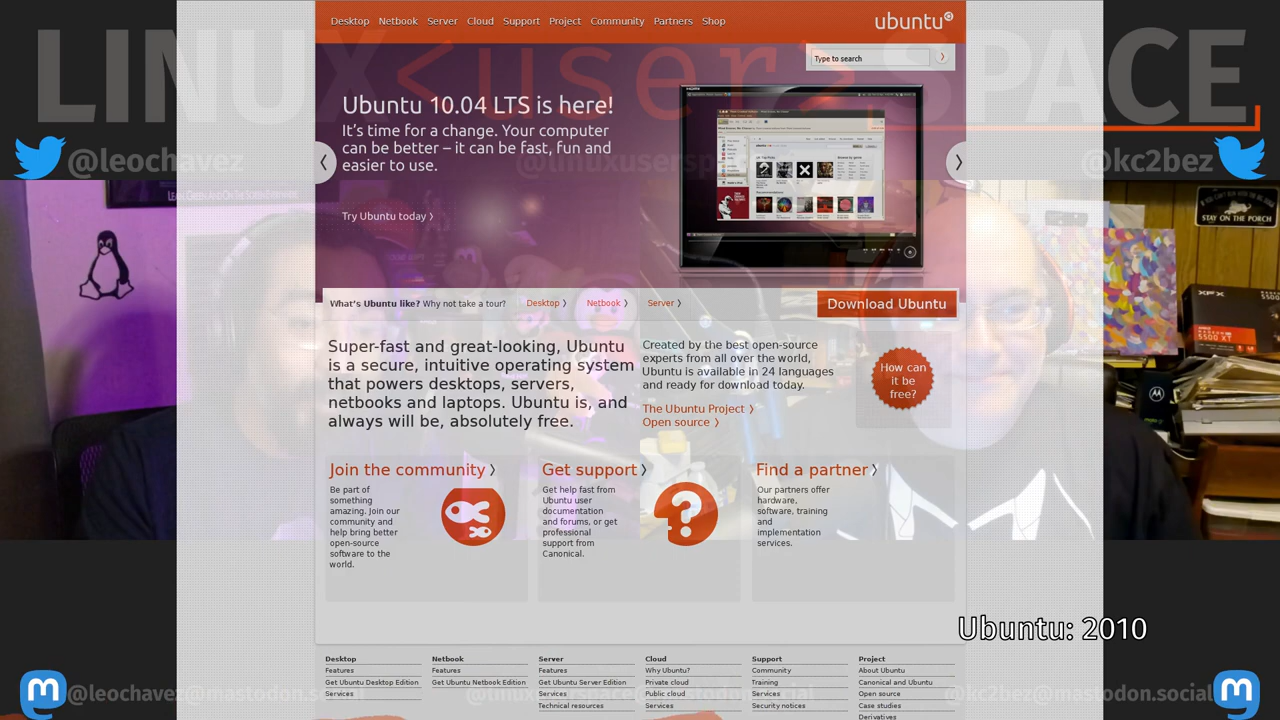 Desktop Netbook Server Cloud Support Project Community Partners Shop
ubuntu
LINUX <user> SPACE
Type to search
Ubuntu 10.04 LTS is here!
It's time for a change. Your computer
can be better – it can be fast, fun and
easier to use.
@leochavez
@kc2bez
Try Ubuntu today
STAY ON THE PORCH
XFX
AMD
RADEON
5500 XT
What's Ubuntu like? Why not take a tour? Desktop Netbook Server
Download Ubuntu
Super-fast and great-looking, Ubuntu
is a secure, intuitive operating system
that powers desktops, servers,
netbooks and laptops. Ubuntu is, and
always will be, absolutely free.
Created by the best open-source
experts from all over the world,
Ubuntu is available in 24 languages
and ready for download today.
The Ubuntu Project
Open source
How can
it be
free?
Join the community
Be part of
something
amazing. Join our
community and
help bring better
open-source
software to the
world.
Get support
Get help fast from
Ubuntu user
documentation
and forums, or get
professional
support from
Canonical.
Find a partner
Our partners offer
hardware,
software, training
and
implementation
services.
Ubuntu: 2010
Desktop
Features
Get Ubuntu Desktop Edition
Services
Netbook
Features
Get Ubuntu Netbook Edition
Server
Features
Get Ubuntu Server Edition
Services
Technical resources
Cloud
Why Ubuntu?
Private cloud
Public cloud
Services
Support
Community
Training
Services
Security notices
Project
About Ubuntu
Canonical and Ubuntu
Open source
Case studies
Derivatives
@leochavez@mastodon.s
@kc2bez@mastodon.social